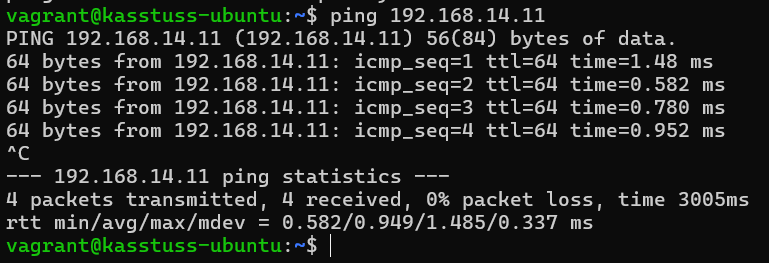 vagrant@kasstuss-ubuntu:~$ ping 192.168.14.11
PING 192.168.14.11 (192.168.14.11) 56(84) bytes of data.
64 bytes from 192.168.14.11: icmp_seq=1 ttl=64 time=1.48 ms
64 bytes from 192.168.14.11: icmp_seq=2 ttl=64 time=0.582 ms
64 bytes from 192.168.14.11: icmp_seq=3 ttl=64 time=0.780 ms
64 bytes from 192.168.14.11: icmp_seq=4 ttl=64 time=0.952 ms
^C
--- 192.168.14.11 ping statistics ---
4 packets transmitted, 4 received, 0% packet loss, time 3005ms
rtt min/avg/max/mdev = 0.582/0.949/1.485/0.337 ms
vagrant@kasstuss-ubuntu:~$